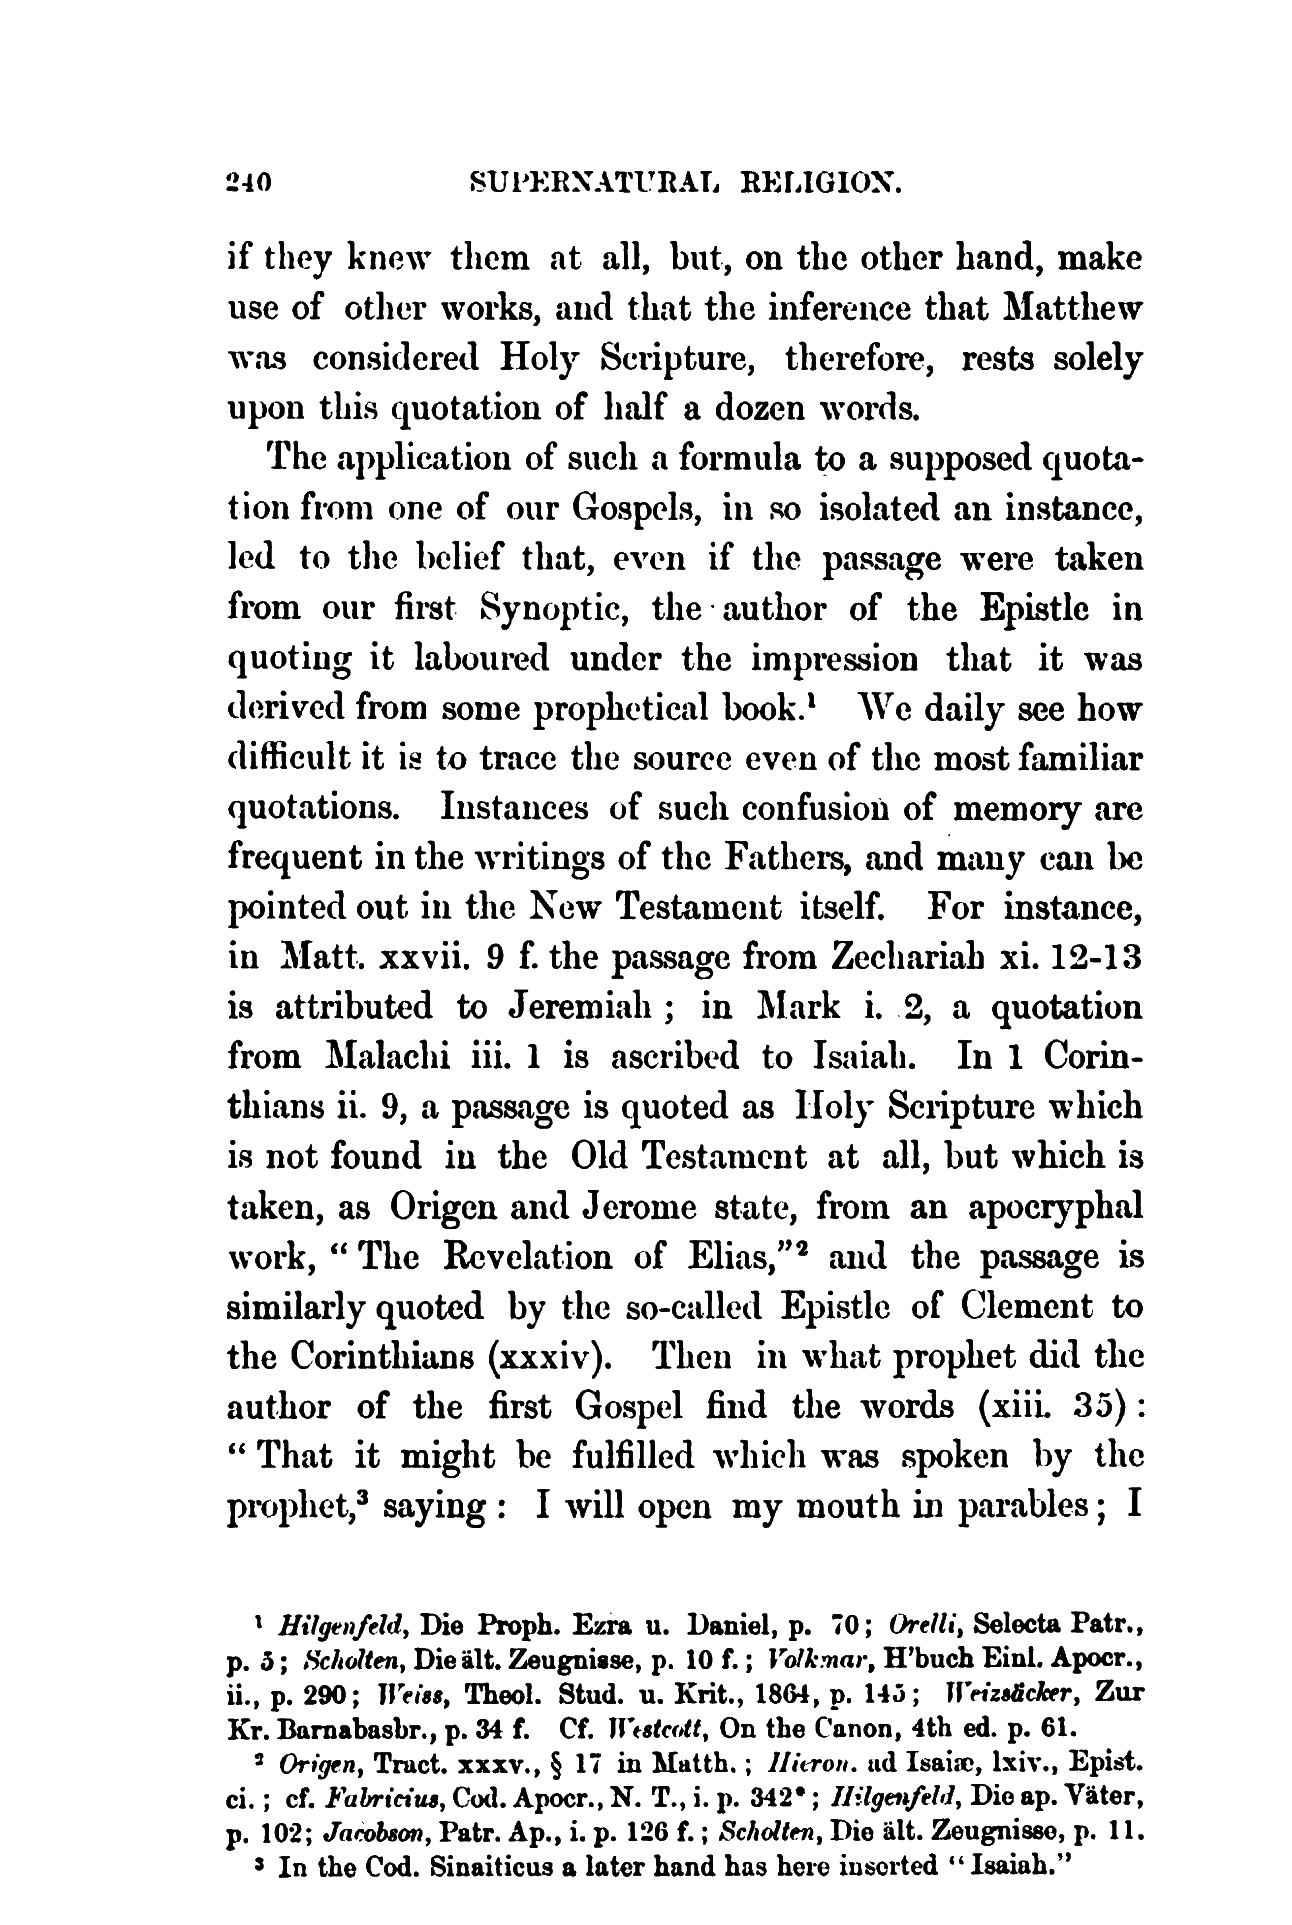 240 SUPERNATURAL RELIGION.
if they knew them at all, but, on the other hand, make
use of other works, and that the inference that Matthew
was considered Holy Scripture, therefore, rests solely
upon this quotation of half a dozen words.
The application of such a formula to a supposed quota-
tion from one of our Gospels, in so isolated an instance,
led to the belief that, even if the passage were taken
from our first Synoptic, the author of the Epistle in
quoting it laboured under the impression that it was
derived from some prophetical book.¹ We daily see how
difficult it is to trace the source even of the most familiar
quotations. Instances of such confusion of memory are
frequent in the writings of the Fathers, and many can be
pointed out in the New Testament itself. For instance,
in Matt. xxvii. 9 f. the passage from Zechariah xi. 12-13
is attributed to Jeremiah ; in Mark i. 2, a quotation
from Malachi iii. 1 is ascribed to Isaiah. In 1 Corin-
thians ii. 9, a passage is quoted as Holy Scripture which
is not found in the Old Testament at all, but which is
taken, as Origen and Jerome state, from an apocryphal
work, “ The Revelation of Elias,”² and the passage is
similarly quoted by the so-called Epistle of Clement to
the Corinthians (xxxiv). Then in what prophet did the
author of the first Gospel find the words (xiii. 35) :
“ That it might be fulfilled which was spoken by the
prophet,³ saying : I will open my mouth in parables ; I
¹ Hilgenfeld, Die Proph. Ezra u. Daniel, p. 70 ; Orelli, Selecta Patr.,
p. 5 ; Scholten, Die ält. Zeugnisse, p. 10 f. ; Volkmar, H’buch Einl. Apocr.,
ii., p. 290 ; Weiss, Theol. Stud. u. Krit., 1864, p. 145 ; Weizsäcker, Zur
Kr. Barnabasbr., p. 34 f. Cf. Westcott, On the Canon, 4th ed. p. 61.
² Origen, Tract. xxxv., § 17 in Matth. ; Hieron. ad Isaiæ, lxiv., Epist.
ci. ; cf. Fabricius, Cod. Apocr., N. T., i. p. 342* ; Hilgenfeld, Die ap. Väter,
p. 102; Jacobson, Patr. Ap., i. p. 126 f. ; Scholten, Die ält. Zeugnisse, p. 11.
³ In the Cod. Sinaiticus a later hand has here inserted “ Isaiah.”